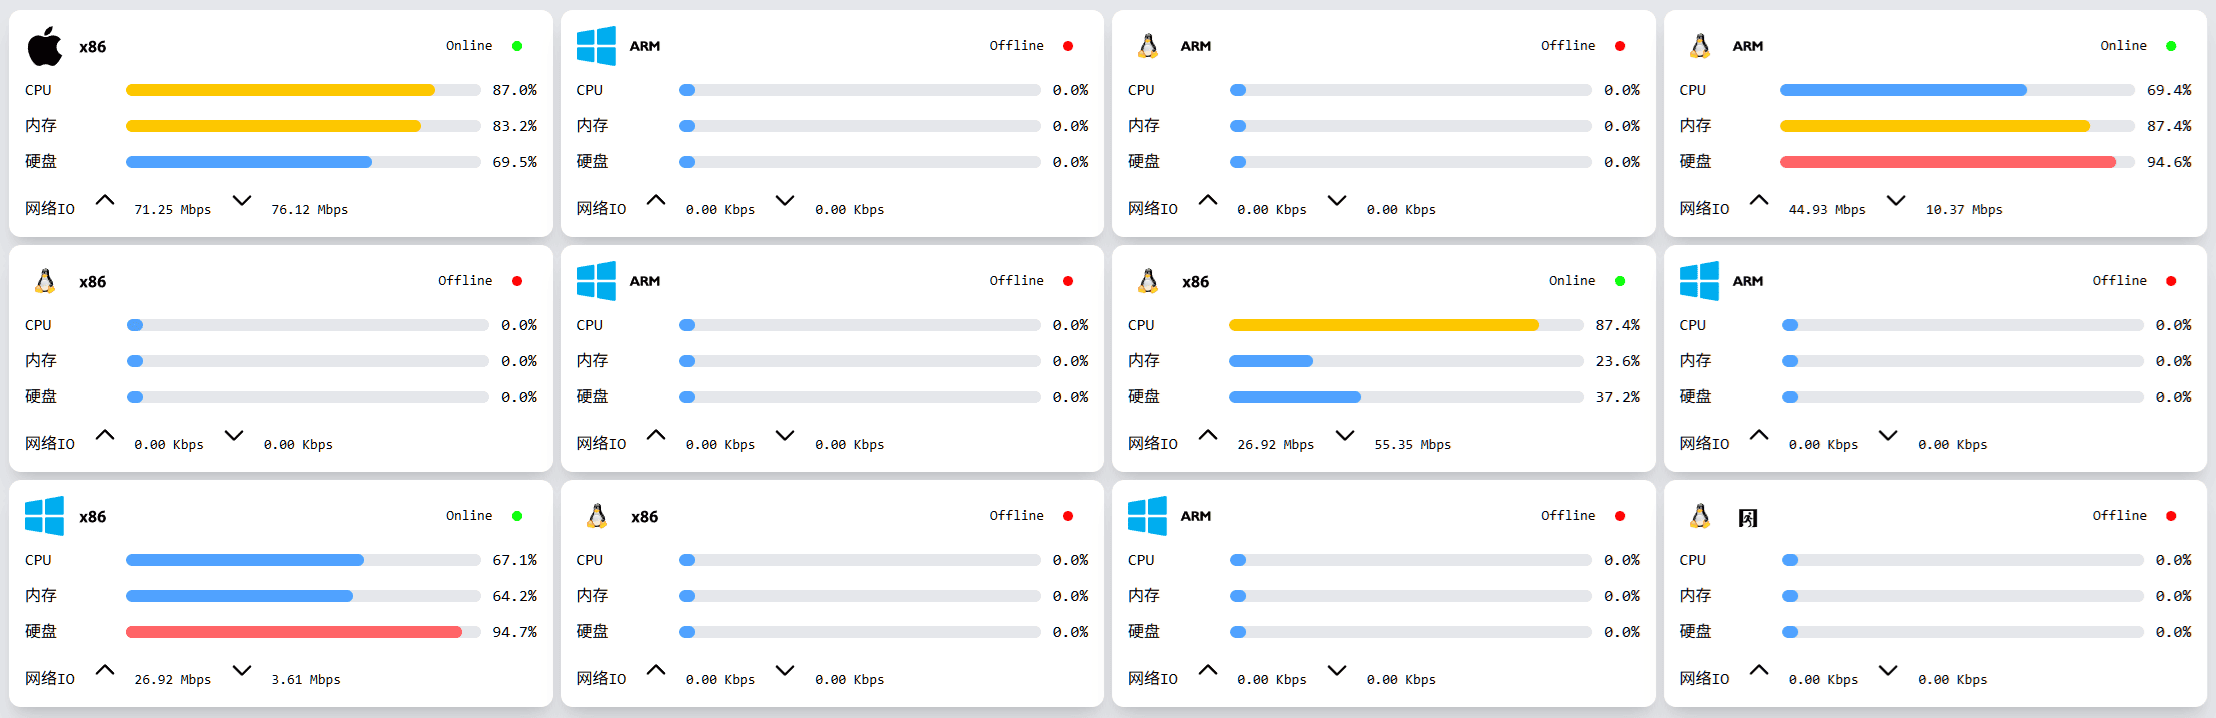 x86 Online
CPU 87.0%
内存 83.2%
硬盘 69.5%
网络IO 71.25 Mbps 76.12 Mbps
ARM Offline
CPU 0.0%
内存 0.0%
硬盘 0.0%
网络IO 0.00 Kbps 0.00 Kbps
ARM Offline
CPU 0.0%
内存 0.0%
硬盘 0.0%
网络IO 0.00 Kbps 0.00 Kbps
ARM Online
CPU 69.4%
内存 87.4%
硬盘 94.6%
网络IO 44.93 Mbps 10.37 Mbps
x86 Offline
CPU 0.0%
内存 0.0%
硬盘 0.0%
网络IO 0.00 Kbps 0.00 Kbps
ARM Offline
CPU 0.0%
内存 0.0%
硬盘 0.0%
网络IO 0.00 Kbps 0.00 Kbps
x86 Online
CPU 87.4%
内存 23.6%
硬盘 37.2%
网络IO 26.92 Mbps 55.35 Mbps
ARM Offline
CPU 0.0%
内存 0.0%
硬盘 0.0%
网络IO 0.00 Kbps 0.00 Kbps
x86 Online
CPU 67.1%
内存 64.2%
硬盘 94.7%
网络IO 26.92 Mbps 3.61 Mbps
x86 Offline
CPU 0.0%
内存 0.0%
硬盘 0.0%
网络IO 0.00 Kbps 0.00 Kbps
ARM Offline
CPU 0.0%
内存 0.0%
硬盘 0.0%
网络IO 0.00 Kbps 0.00 Kbps
Offline
CPU 0.0%
内存 0.0%
硬盘 0.0%
网络IO 0.00 Kbps 0.00 Kbps